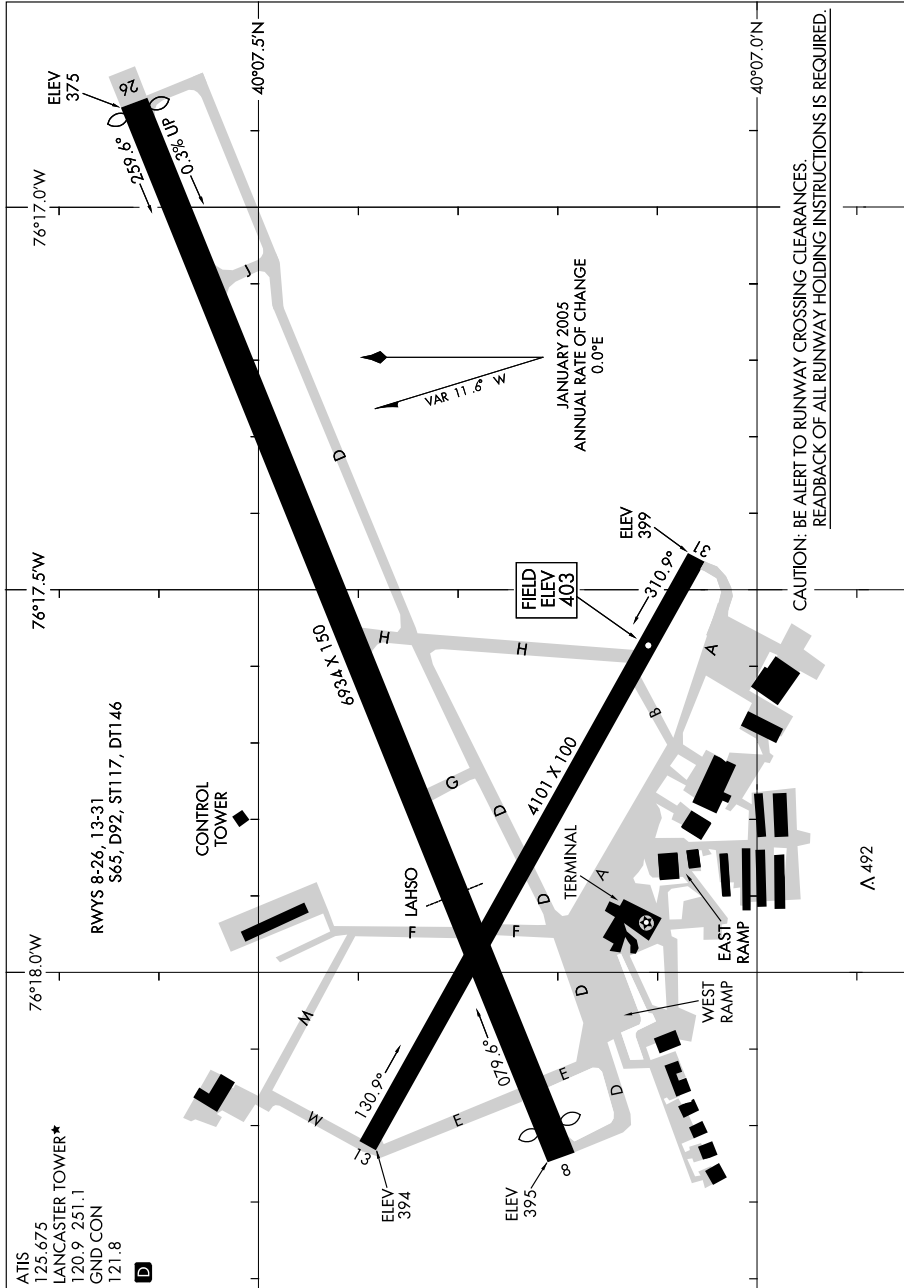 ATIS
125.675
LANCASTER TOWER★
120.9 251.1
GND CON
121.8
D
76°18.0'W
76°17.5'W
76°17.0'W
RWYS 8-26, 13-31
S65, D92, ST117, DT146
CONTROL
TOWER
ELEV
375
26
259.6°
0.3% UP
40°07.5'N
J
JANUARY 2005
ANNUAL RATE OF CHANGE
0.0°E
VAR 11.6° W
D
6934 X 150
H
H
FIELD
ELEV
403
ELEV
399
31
310.9°
A
B
4101 X 100
G
D
LAHSO
F
F
D
A
TERMINAL
M
M
13
130.9°
ELEV
394
E
E
079.6°
8
ELEV
395
D
D
WEST
RAMP
EAST
RAMP
492
40°07.0'N
CAUTION: BE ALERT TO RUNWAY CROSSING CLEARANCES.
READBACK OF ALL RUNWAY HOLDING INSTRUCTIONS IS REQUIRED.